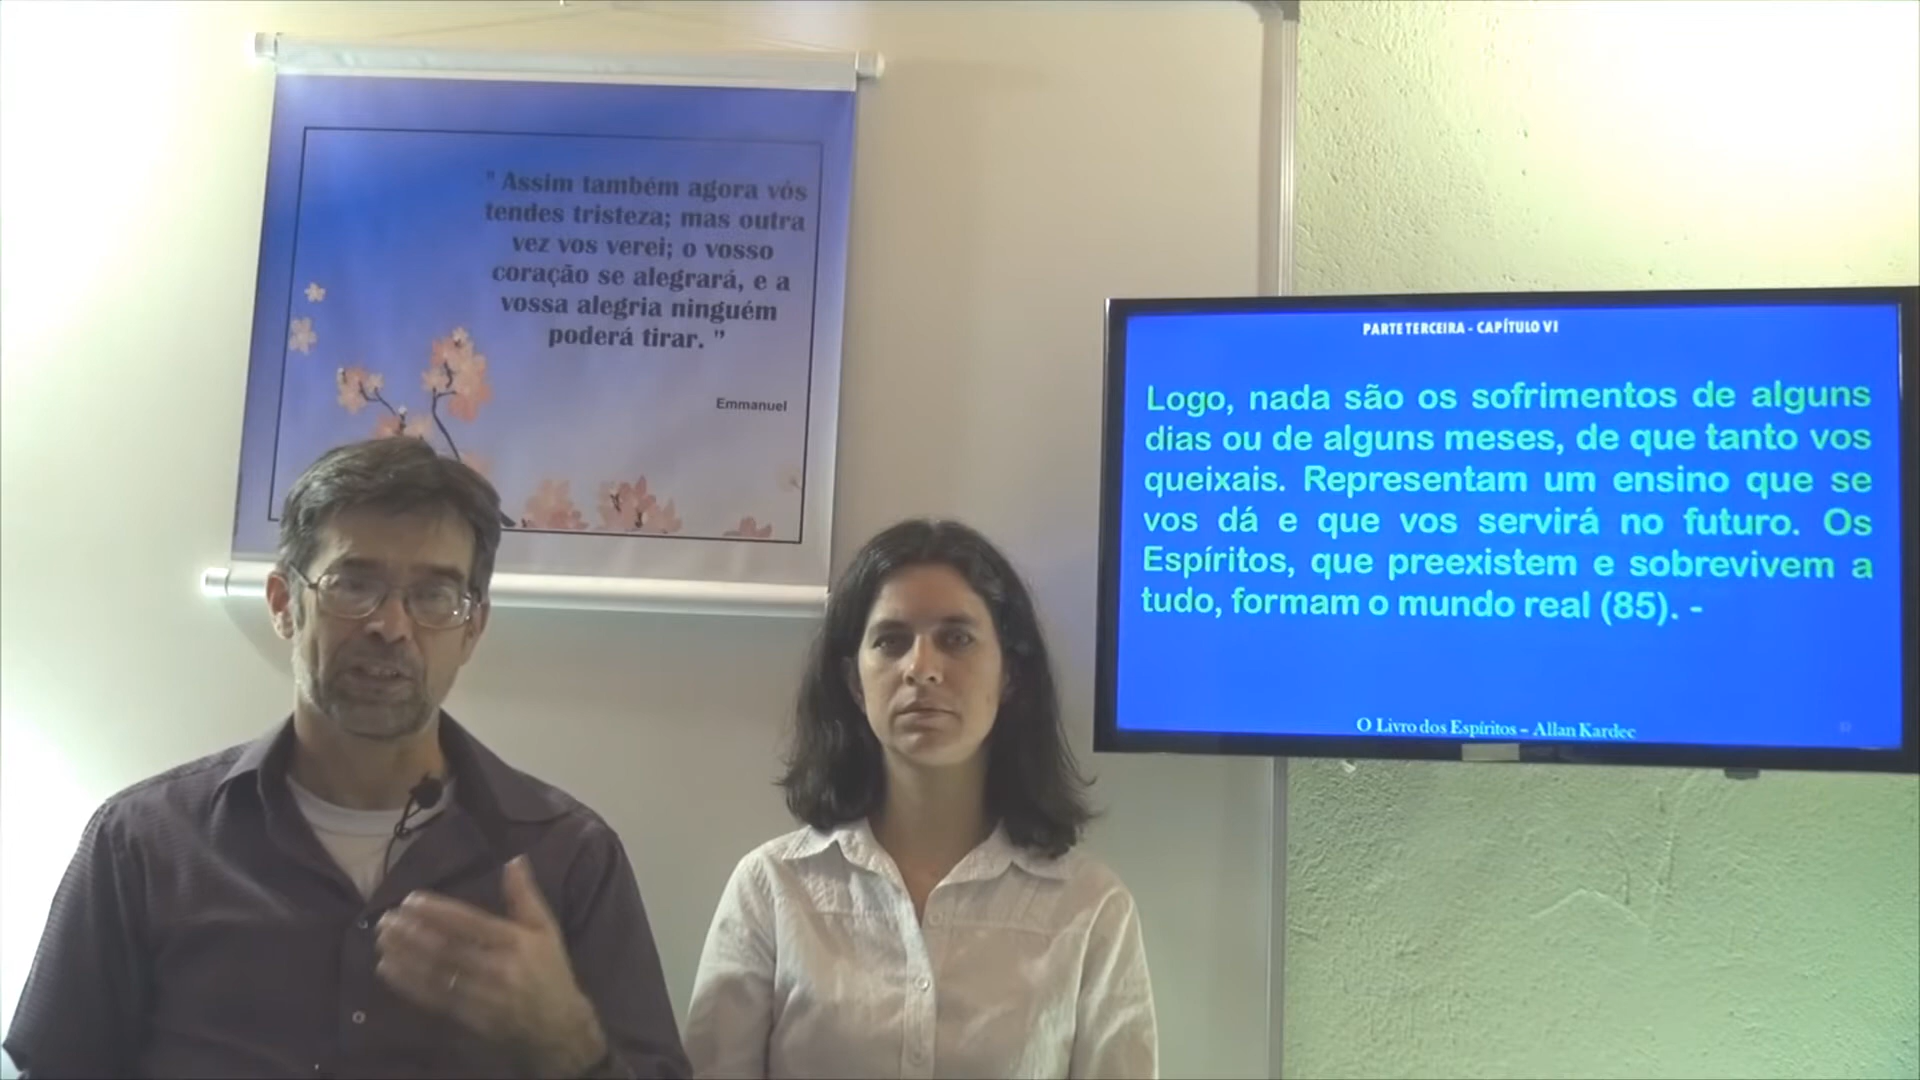 " Assim também agora vós
tendes tristeza; mas outra
vez vos verei; o vosso
coração se alegrará, e a
vossa alegria ninguém
poderá tirar. "
Emmanuel
PARTE TERCEIRA - CAPÍTULO VI
Logo, nada são os sofrimentos de alguns
dias ou de alguns meses, de que tanto vos
queixais. Representam um ensino que se
vos dá e que vos servirá no futuro. Os
Espíritos, que preexistem e sobrevivem a
tudo, formam o mundo real (85). -
O Livro dos Espíritos – Allan Kardec